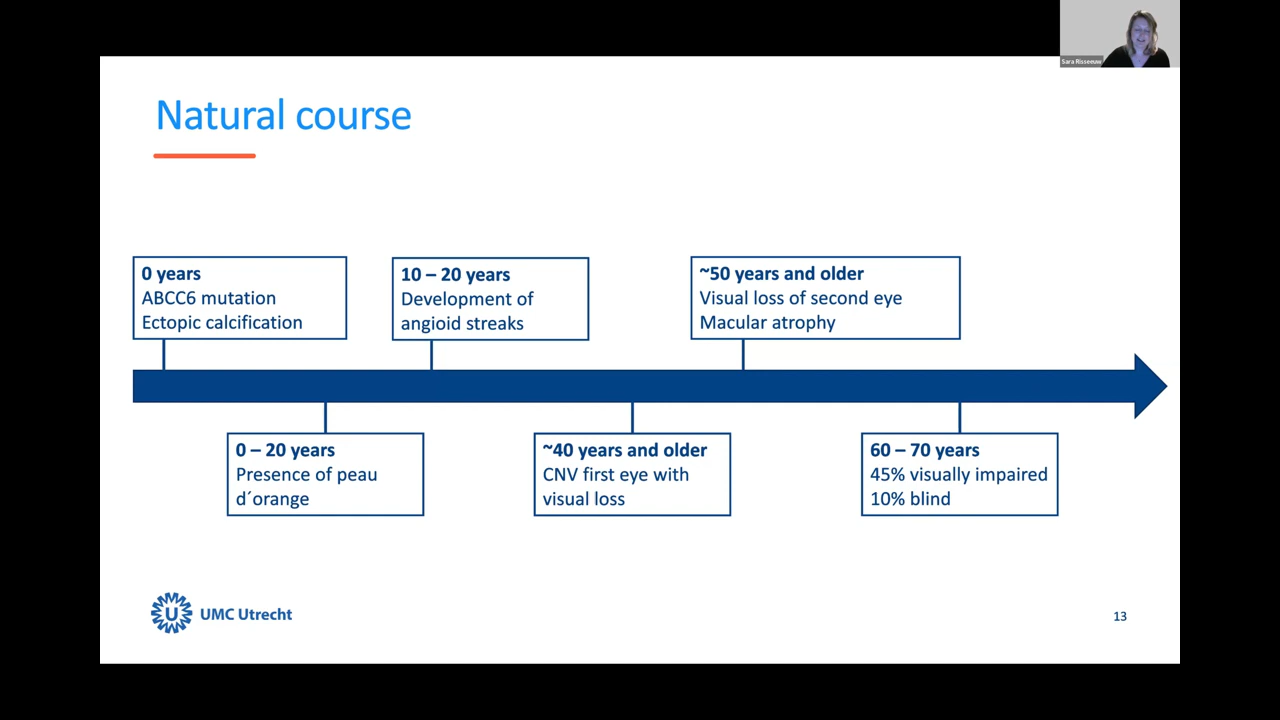 Sara Risseeuw
Natural course
0 years
ABCC6 mutation
Ectopic calcification
10 – 20 years
Development of
angioid streaks
~50 years and older
Visual loss of second eye
Macular atrophy
0 – 20 years
Presence of peau
d´orange
~40 years and older
CNV first eye with
visual loss
60 – 70 years
45% visually impaired
10% blind
U
UMC Utrecht
13